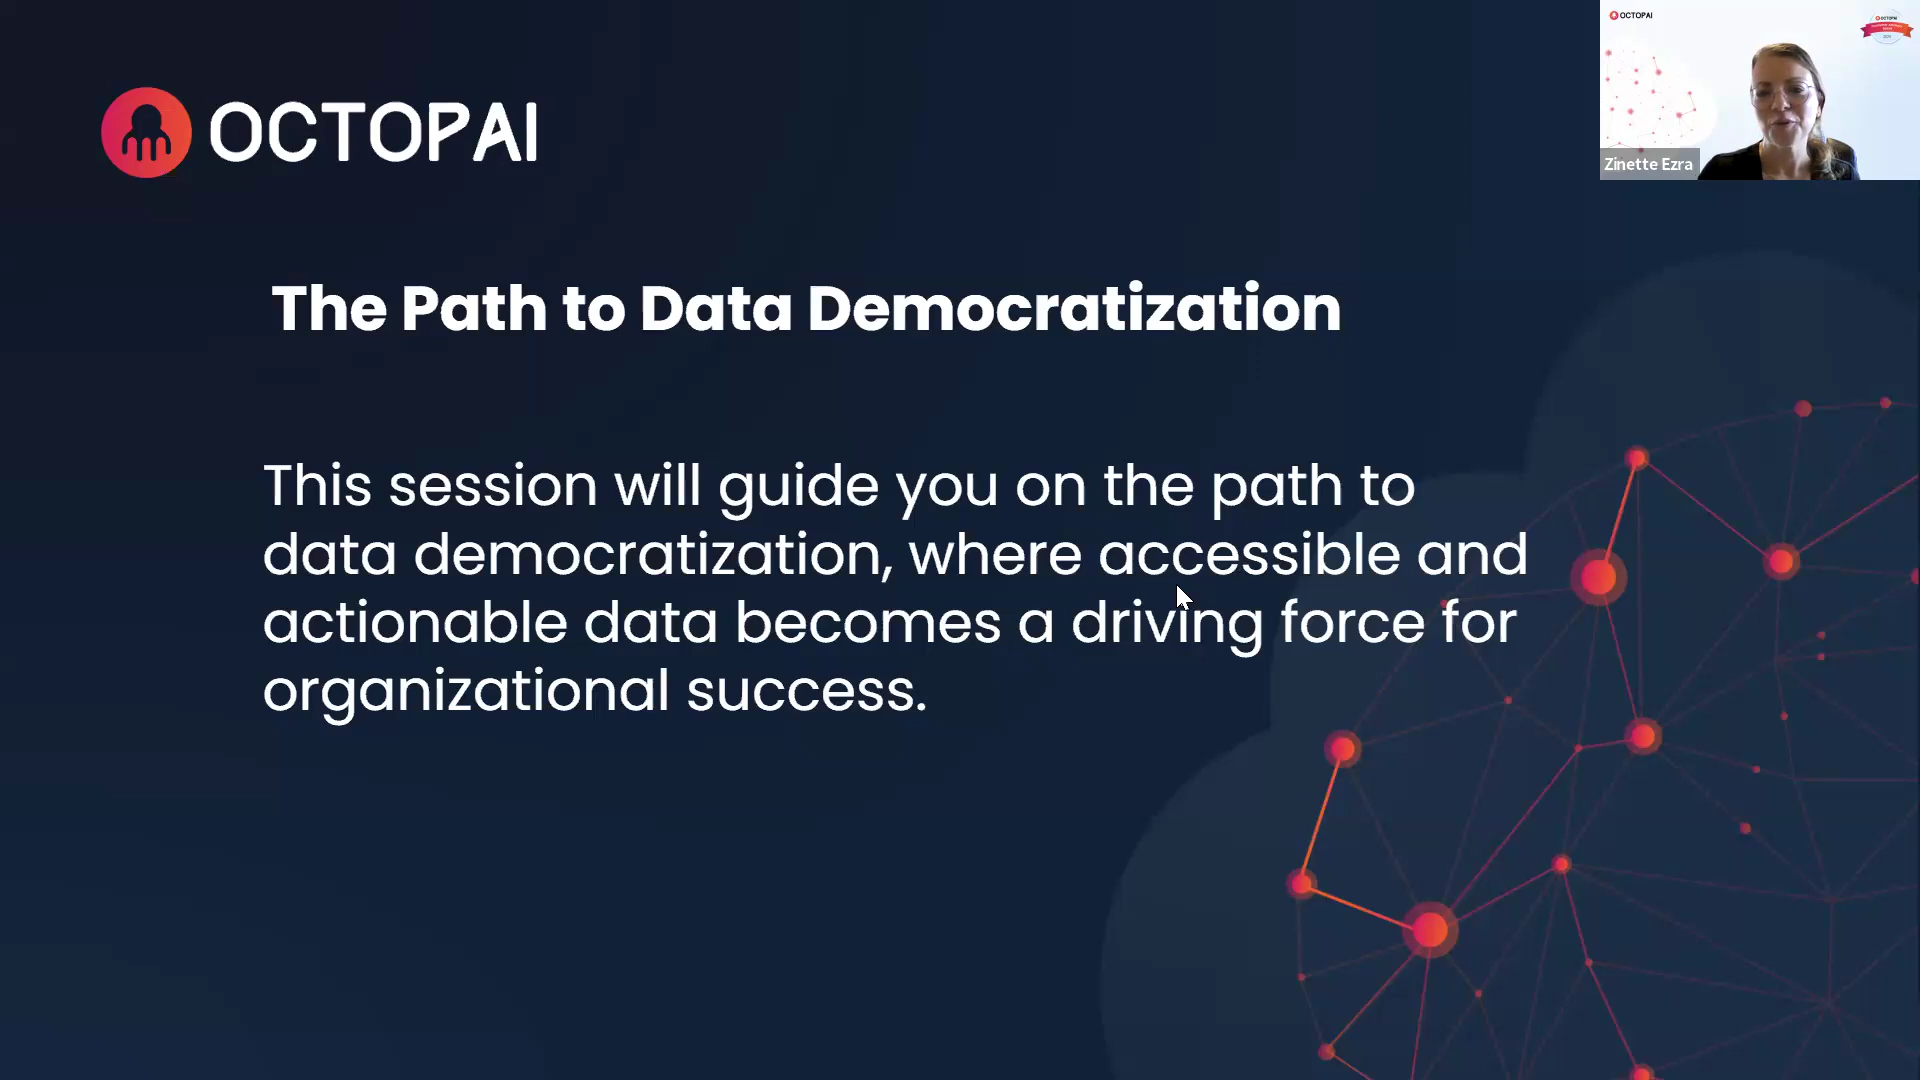 OCTOPAI
OCTOPAI
OCTOPAI
Zinette Ezra
The Path to Data Democratization
This session will guide you on the path to
data democratization, where accessible and
actionable data becomes a driving force for
organizational success.